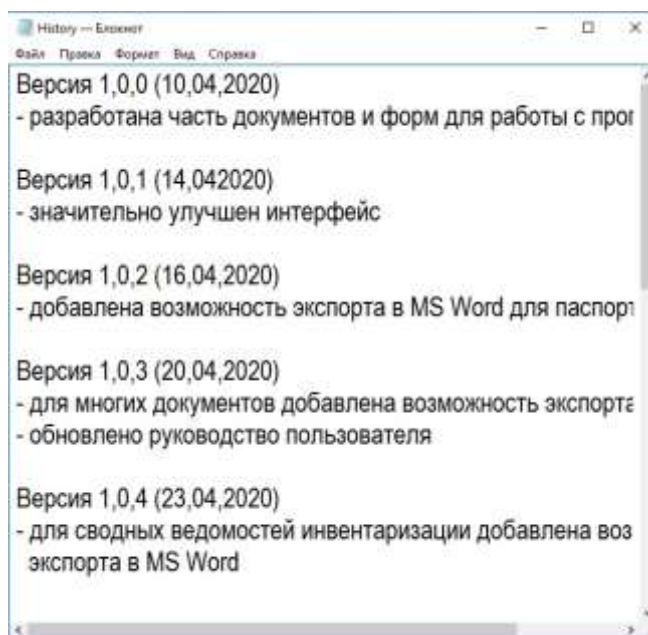 History — Блокнот
Файл Правка Формат Вид Справка
Версия 1,0,0 (10,04,2020)
- разработана часть документов и форм для работы с прог
Версия 1,0,1 (14,042020)
- значительно улучшен интерфейс
Версия 1,0,2 (16,04,2020)
- добавлена возможность экспорта в MS Word для паспорт
Версия 1,0,3 (20,04,2020)
- для многих документов добавлена возможность экспорта
- обновлено руководство пользователя
Версия 1,0,4 (23,04,2020)
- для сводных ведомостей инвентаризации добавлена воз
экспорта в MS Word